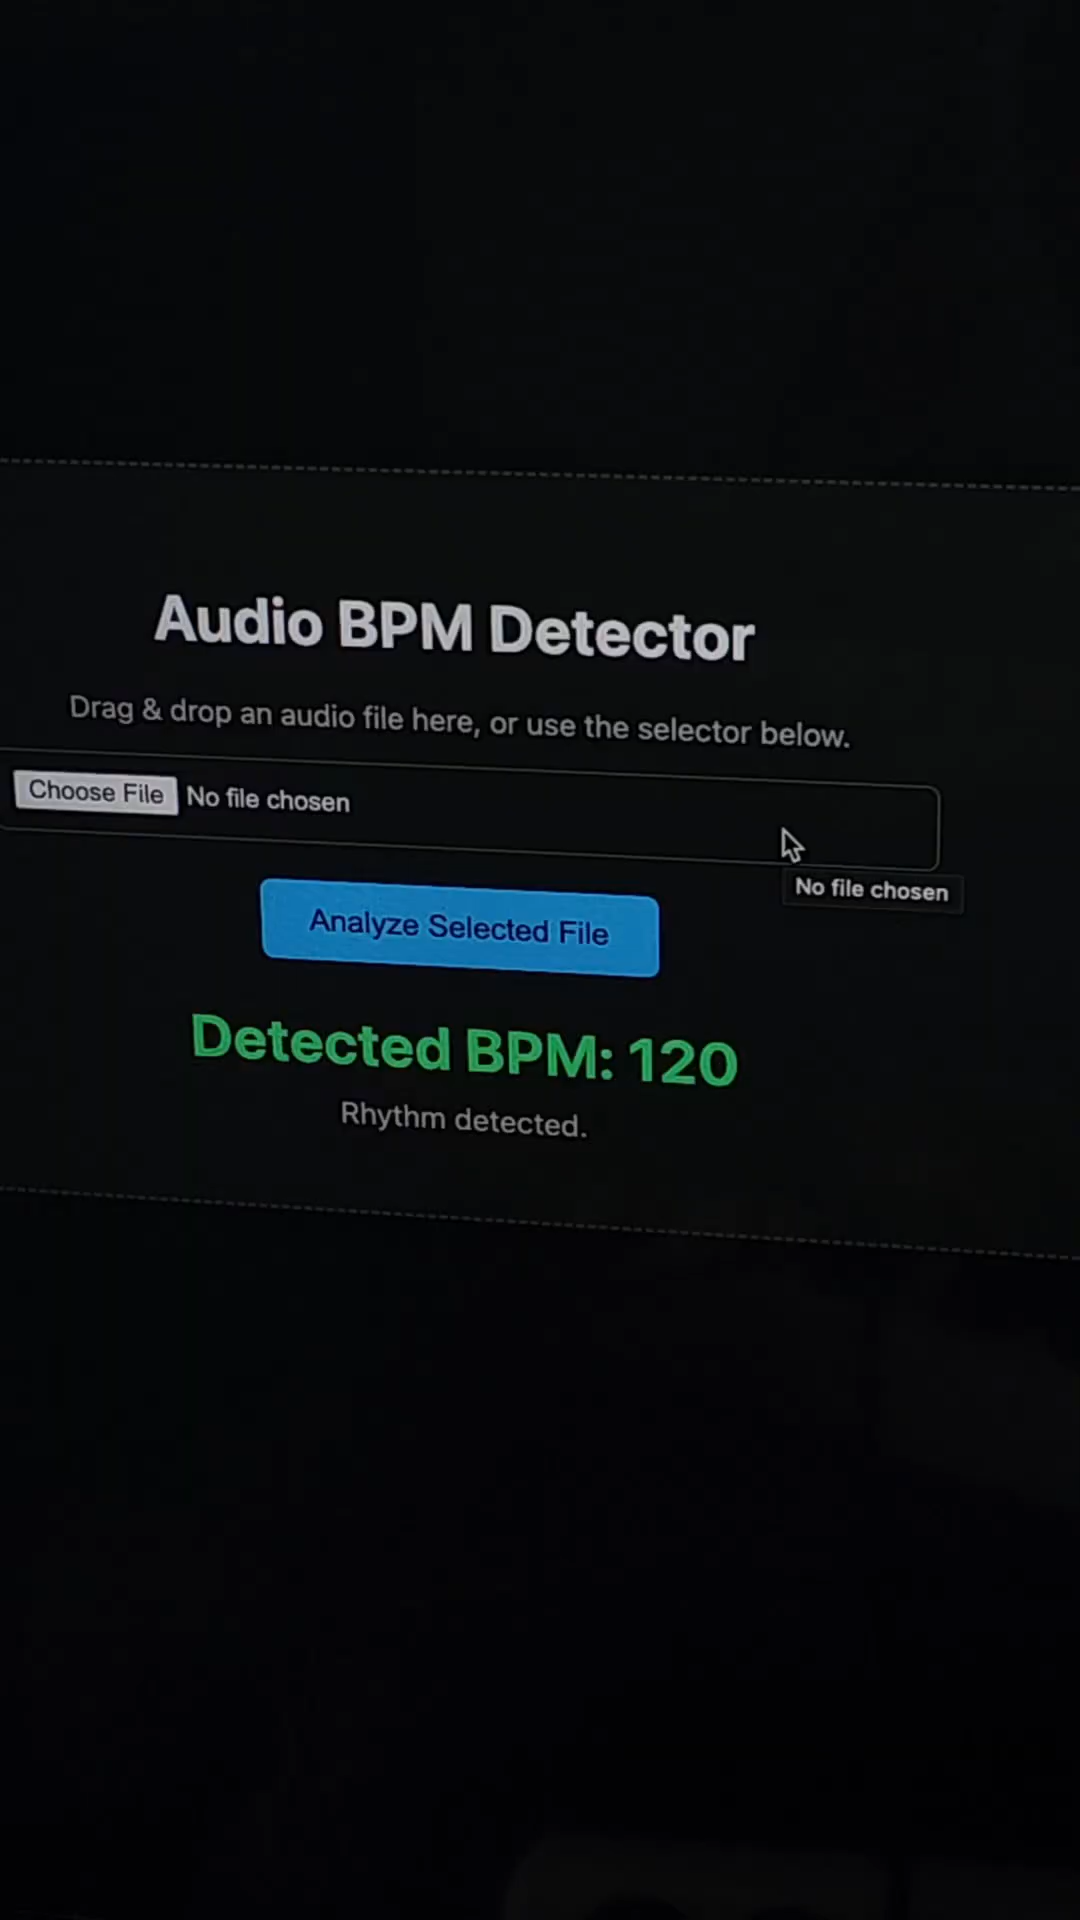 Audio BPM Detector
Drag & drop an audio file here, or use the selector below.
Choose File No file chosen
No file chosen
Analyze Selected File
Detected BPM: 120
Rhythm detected.